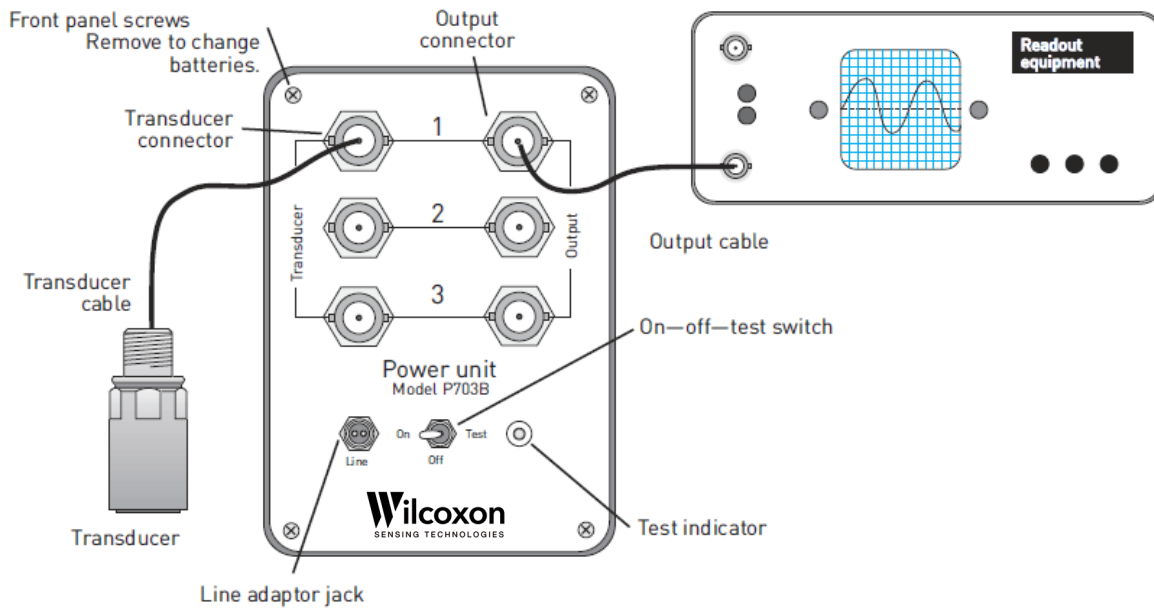 Front panel screws
Remove to change
batteries.
Output
connector
Readout
equipment
Transducer
connector
1
2
3
Transducer
Output
Output cable
Transducer
cable
On—off—test switch
Power unit
Model P703B
On
Test
Line
Off
Wilcoxon
SENSING TECHNOLOGIES
Test indicator
Transducer
Line adaptor jack